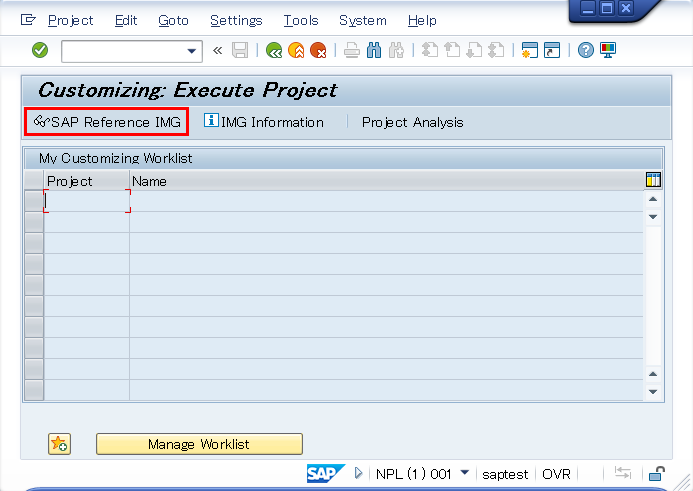 Project Edit Goto Settings Tools System Help
«
Customizing: Execute Project
SAP Reference IMG IMG Information Project Analysis
My Customizing Worklist
Project Name
Manage Worklist
SAP NPL (1) 001 saptest OVR